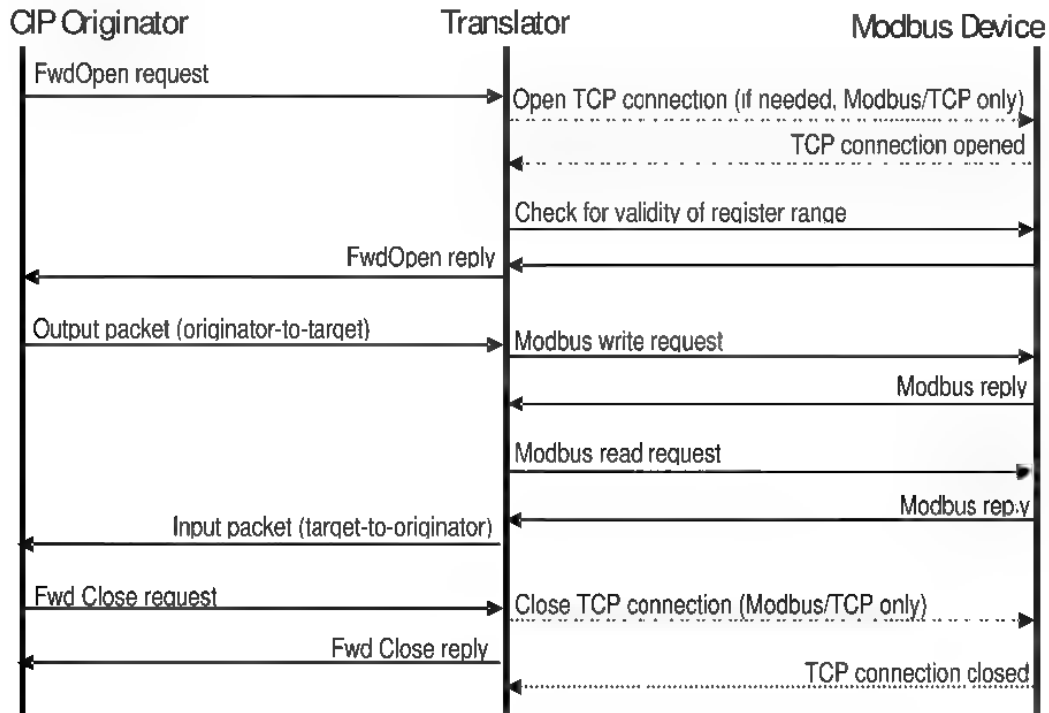 CIP Originator
Translator
Modbus Device
FwdOpen request
Open TCP connection (if needed, Modbus/TCP only)
TCP connection opened
Check for validity of register range
FwdOpen reply
Output packet (originator-to-target)
Modbus write request
Modbus reply
Modbus read request
Modbus reply
Input packet (target-to-originator)
Fwd Close request
Close TCP connection (Modbus/TCP only)
Fwd Close reply
TCP connection closed